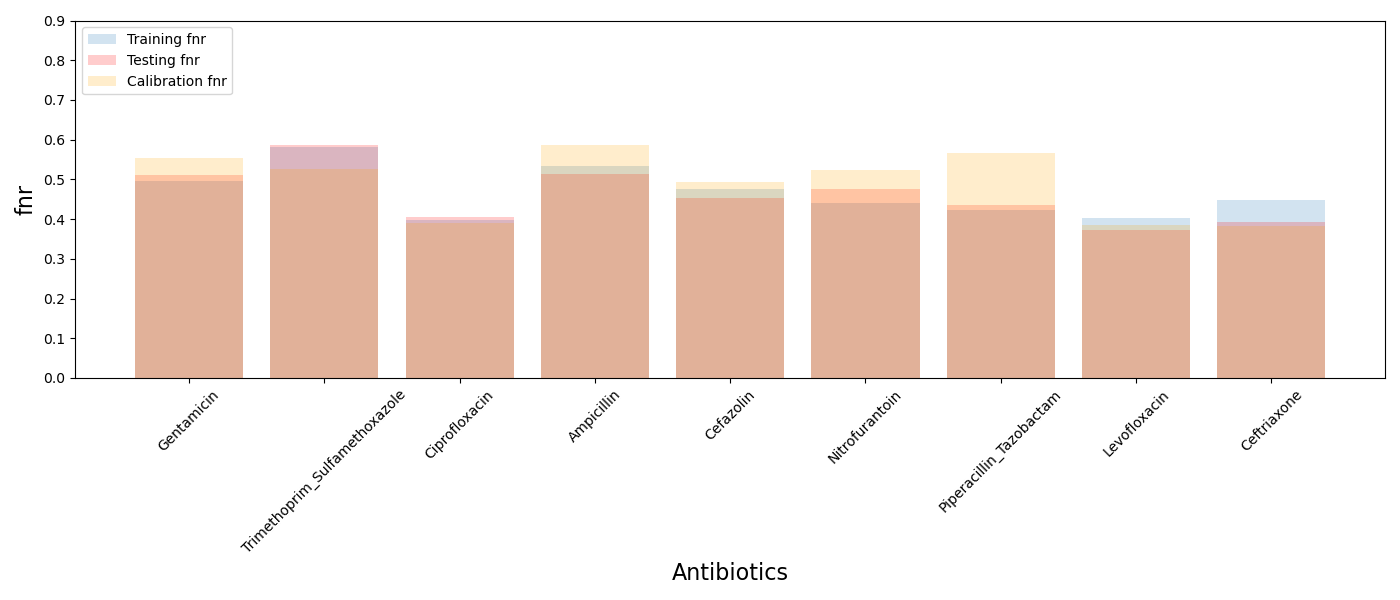 0.9
0.8
0.7
0.6
0.5
0.4
0.3
0.2
0.1
0.0
fnr
Training fnr
Testing fnr
Calibration fnr
Gentamicin
Trimethoprim_Sulfamethoxazole
Ciprofloxacin
Ampicillin
Cefazolin
Nitrofurantoin
Piperacillin_Tazobactam
Levofloxacin
Ceftriaxone
Antibiotics